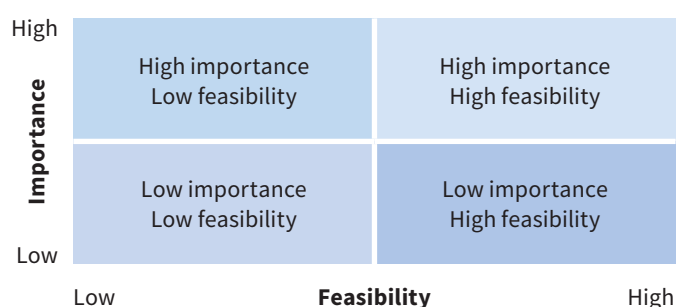 High
High importance
Low feasibility
High importance
High feasibility
Importance
Low importance
Low feasibility
Low importance
High feasibility
Low
Low
Feasibility
High